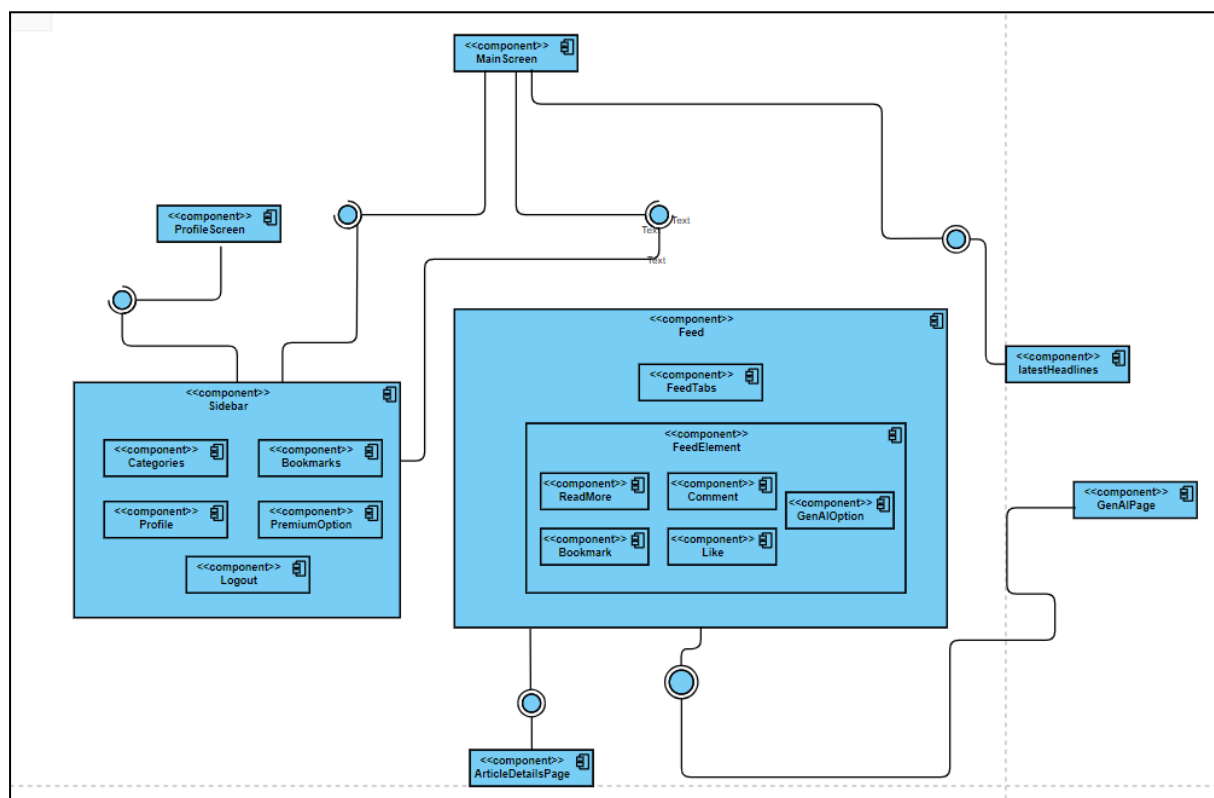 <<component>>
MainScreen
<<component>>
ProfileScreen
Text
Text
Text
<<component>>
Feed
<<component>>
latestHeadlines
<<component>>
FeedTabs
<<component>>
Sidebar
<<component>>
FeedElement
<<component>>
Categories
<<component>>
Bookmarks
<<component>>
ReadMore
<<component>>
Comment
<<component>>
GenAIOption
<<component>>
GenAIPage
<<component>>
Profile
<<component>>
PremiumOption
<<component>>
Bookmark
<<component>>
Like
<<component>>
Logout
<<component>>
ArticleDetailsPage